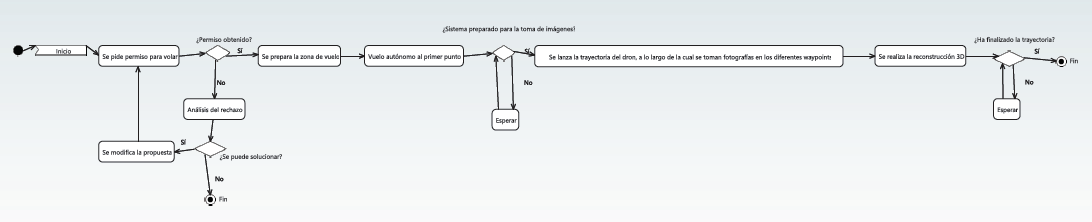 ¿Sistema preparado para la toma de imágenes?
¿Permiso obtenido?
¿Ha finalizado la trayectoria?
Inicio
Se pide permiso para volar
Sí
Se prepara la zona de vuelo
Vuelo autónomo al primer punto
Sí
Se lanza la trayectoria del dron, a lo largo de la cual se toman fotografías en los diferentes waypoints
Se realiza la reconstrucción 3D
Sí
Fin
No
No
No
Análisis del rechazo
Esperar
Esperar
Se modifica la propuesta
Sí
¿Se puede solucionar?
No
Fin